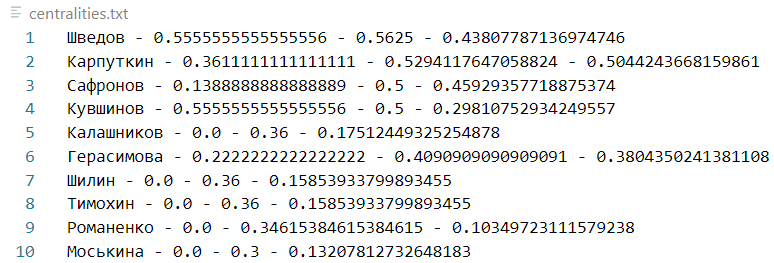 centralities.txt
1 Шведов - 0.5555555555555556 - 0.5625 - 0.43807787136974746
2 Карпуткин - 0.3611111111111111 - 0.5294117647058824 - 0.5044243668159861
3 Сафронов - 0.1388888888888889 - 0.5 - 0.45929357718875374
4 Кувшинов - 0.5555555555555556 - 0.5 - 0.29810752934249557
5 Калашников - 0.0 - 0.36 - 0.17512449325254878
6 Герасимова - 0.2222222222222222 - 0.4090909090909091 - 0.3804350241381108
7 Шилин - 0.0 - 0.36 - 0.15853933799893455
8 Тимохин - 0.0 - 0.36 - 0.15853933799893455
9 Романенко - 0.0 - 0.34615384615384615 - 0.10349723111579238
10 Моськина - 0.0 - 0.3 - 0.13207812732648183